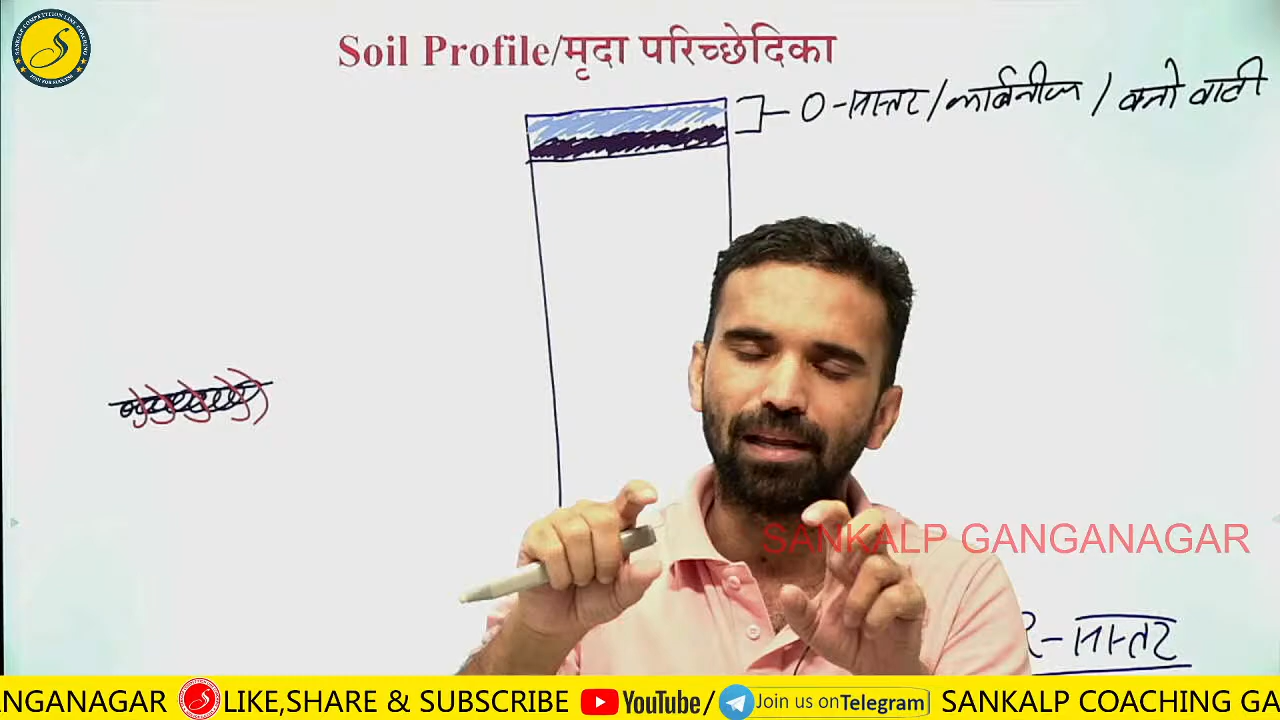 Soil Profile/मृदा परिच्छेदिका
O-सास्तर/कार्बनीक / वनो वाली
SANKALP GANGANAGAR
R-सास्तर
NGANAGAR LIKE,SHARE & SUBSCRIBE YouTube/ Join us on Telegram SANKALP COACHING GA